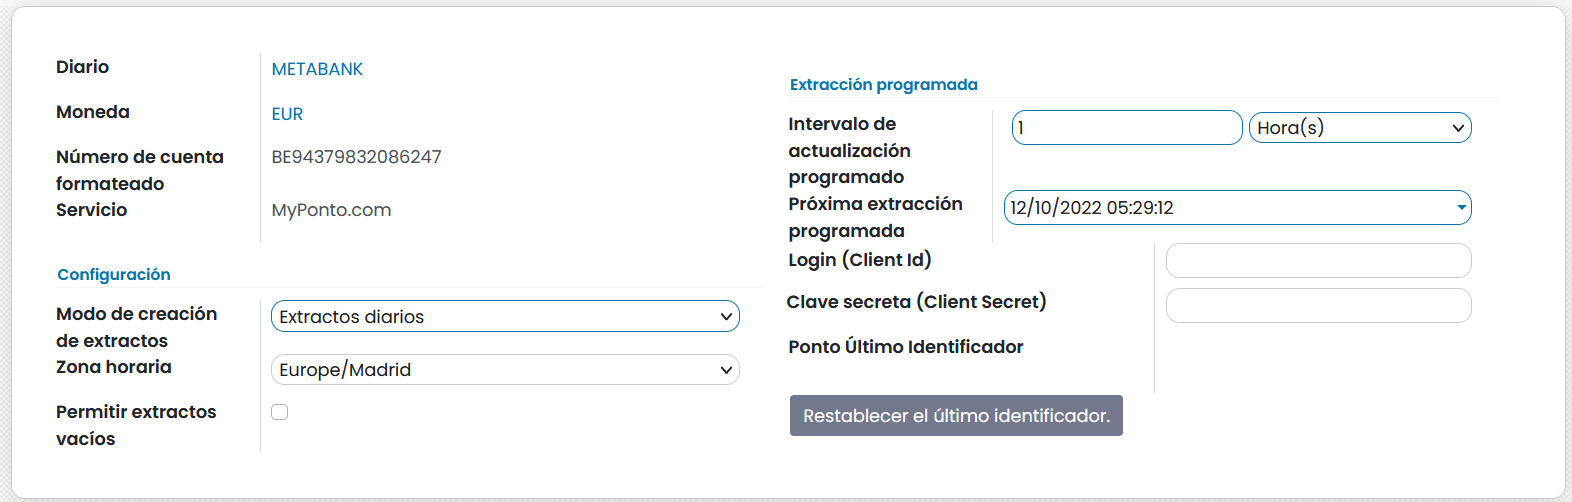 Diario
METABANK
Moneda
EUR
Número de cuenta
formateado
BE94379832086247
Servicio
MyPonto.com
Configuración
Modo de creación
de extractos
Extractos diarios
Zona horaria
Europe/Madrid
Permitir extractos
vacíos
Extracción programada
Intervalo de
actualización
programado
1
Hora(s)
Próxima extracción
programada
12/10/2022 05:29:12
Login (Client Id)
Clave secreta (Client Secret)
Ponto Último Identificador
Restablecer el último identificador.